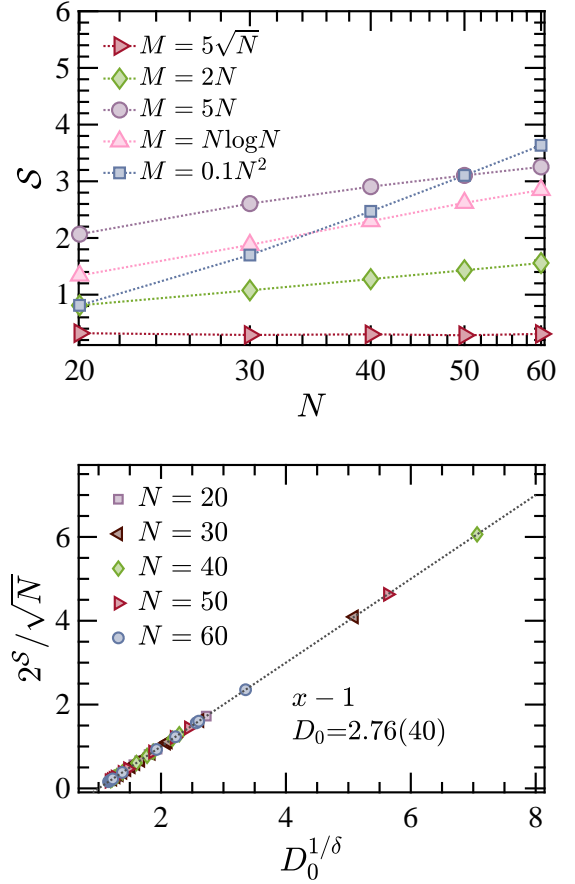 6
5
4
3
2
1
S
M = 5√N
M = 2N
M = 5N
M = NlogN
M = 0.1N²
20 30 40 50 60
N
6
4
2
0
2^S/√N
N = 20
N = 30
N = 40
N = 50
N = 60
x − 1
D₀=2.76(40)
2 4 6 8
D₀^{1/δ}